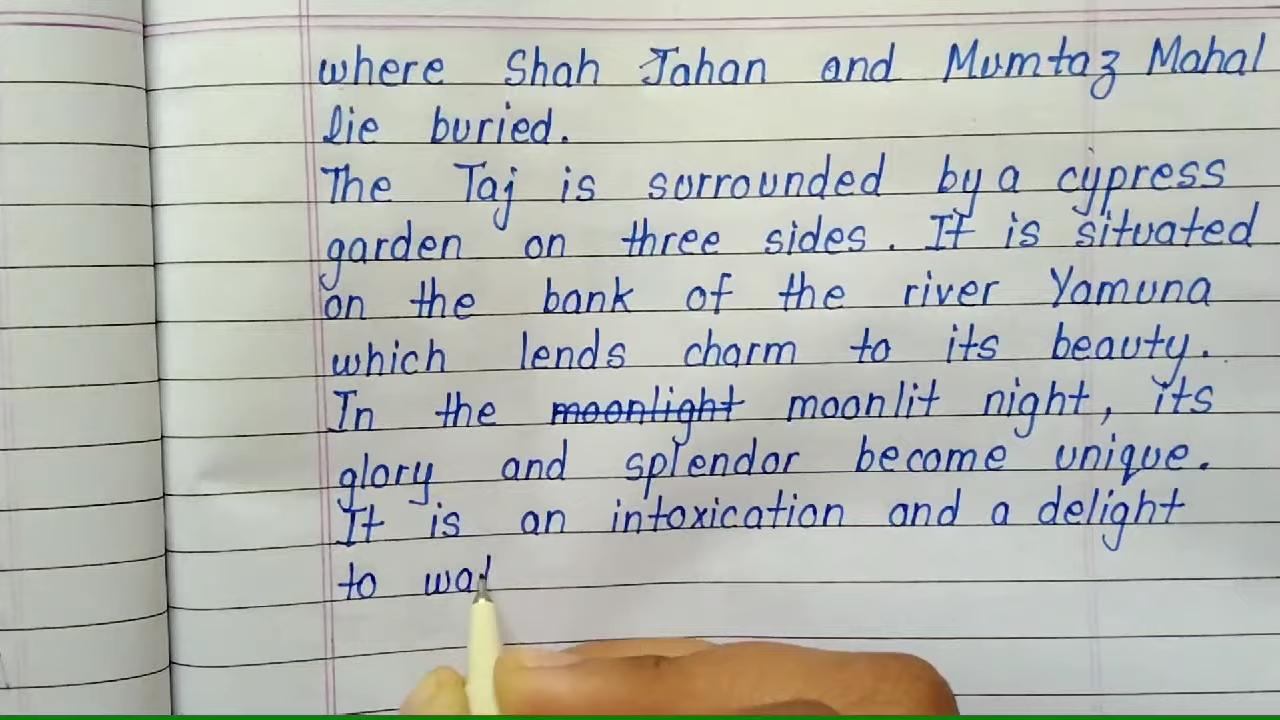 where Shah Jahan and Mumtaz Mahal
lie buried.
The Taj is surrounded by a cypress
garden on three sides. It is situated
on the bank of the river Yamuna
which lends charm to its beauty.
In the moonlight moonlit night, its
glory and splendor become unique.
It is an intoxication and a delight
to